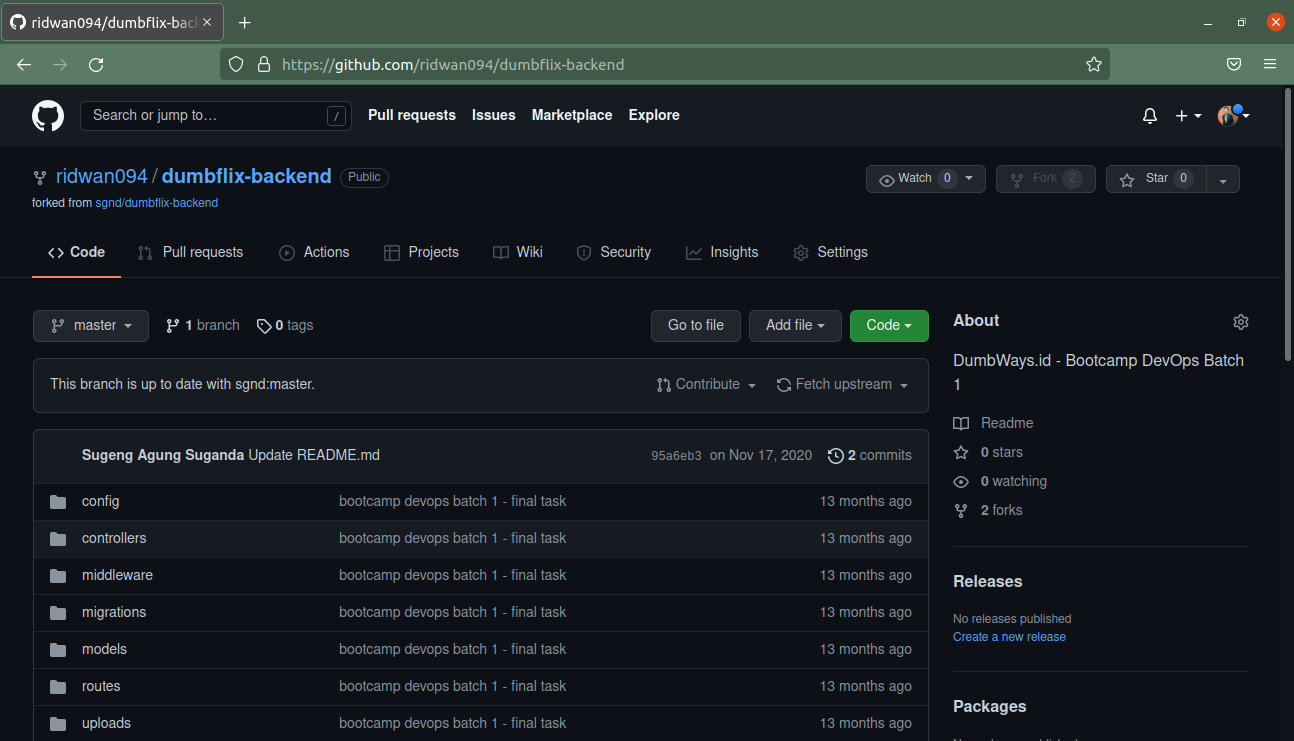 ridwan094/dumbflix-bac
https://github.com/ridwan094/dumbflix-backend
Search or jump to… / Pull requests Issues Marketplace Explore
ridwan094 / dumbflix-backend Public Watch 0 Fork 2 Star 0
forked from sgnd/dumbflix-backend
Code Pull requests Actions Projects Wiki Security Insights Settings
master 1 branch 0 tags Go to file Add file Code
This branch is up to date with sgnd:master. Contribute Fetch upstream
Sugeng Agung Suganda Update README.md 95a6eb3 on Nov 17, 2020 2 commits
config bootcamp devops batch 1 - final task 13 months ago
controllers bootcamp devops batch 1 - final task 13 months ago
middleware bootcamp devops batch 1 - final task 13 months ago
migrations bootcamp devops batch 1 - final task 13 months ago
models bootcamp devops batch 1 - final task 13 months ago
routes bootcamp devops batch 1 - final task 13 months ago
uploads bootcamp devops batch 1 - final task 13 months ago
About
DumbWays.id - Bootcamp DevOps Batch
1
Readme
0 stars
0 watching
2 forks
Releases
No releases published
Create a new release
Packages